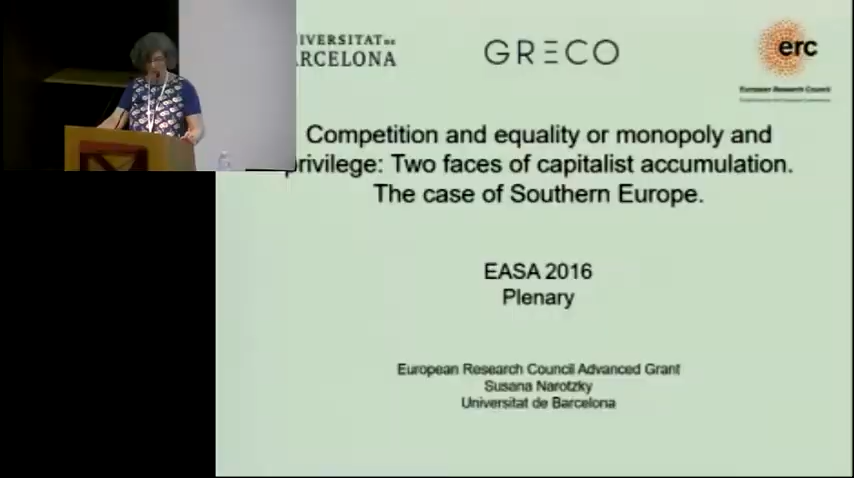 UNIVERSITAT DE
BARCELONA
GRECO
erc
European Research Council
Competition and equality or monopoly and
privilege: Two faces of capitalist accumulation.
The case of Southern Europe.
EASA 2016
Plenary
European Research Council Advanced Grant
Susana Narotzky
Universitat de Barcelona